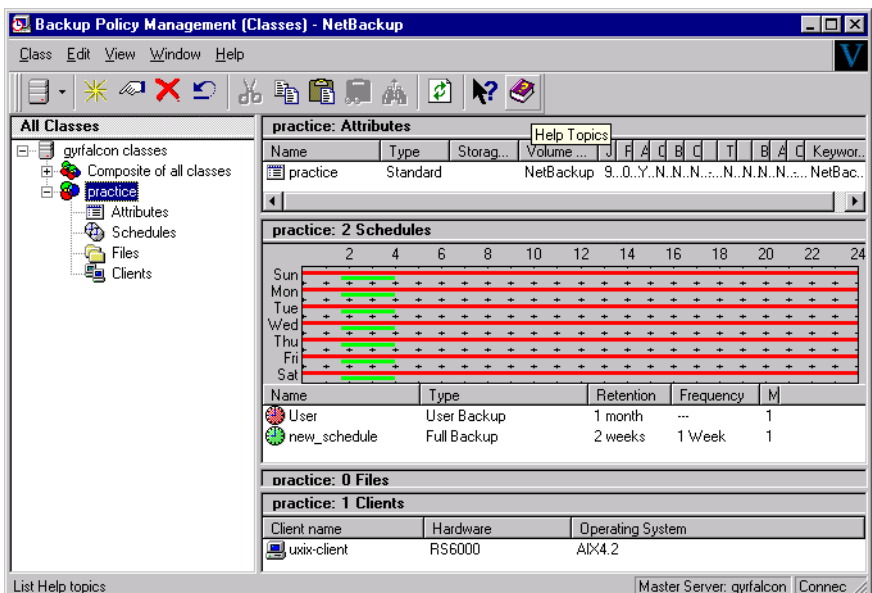 Backup Policy Management (Classes) - NetBackup
Class Edit View Window Help
All Classes
gyrfalcon classes
Composite of all classes
practice
Attributes
Schedules
Files
Clients
practice: Attributes
Help Topics
Name Type Storag... Volume ... J F A C B C T B A C Keywor..
practice Standard NetBackup 9...0..Y..N..N..N..-...N..N..N..N..-... NetBac..
practice: 2 Schedules
2 4 6 8 10 12 14 16 18 20 22 24
Sun
Mon
Tue
Wed
Thu
Fri
Sat
Name Type Retention Frequency M
User User Backup 1 month --- 1
new_schedule Full Backup 2 weeks 1 Week 1
practice: 0 Files
practice: 1 Clients
Client name Hardware Operating System
uxix-client RS6000 AIX4.2
List Help topics Master Server: gyrfalcon Connec